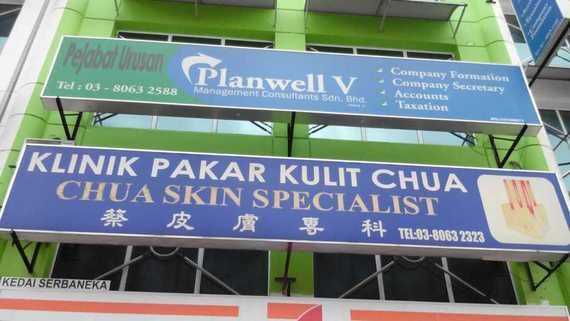 Pejabat Urusan
Tel : 03 - 8063 2588
Planwell V
Management Consultants Sdn. Bhd.
Company Formation
Company Secretary
Accounts
Taxation
KLINIK PAKAR KULIT CHUA
CHUA SKIN SPECIALIST
蔡皮膚專科
TEL:03-8063 2323
KEDAI SERBANEKA